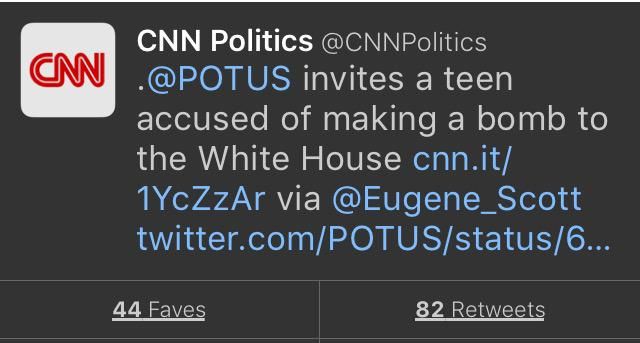 CNN
CNN Politics @CNNPolitics
.@POTUS invites a teen
accused of making a bomb to
the White House cnn.it/
1YcZzAr via @Eugene_Scott
twitter.com/POTUS/status/6...
44 Faves
82 Retweets